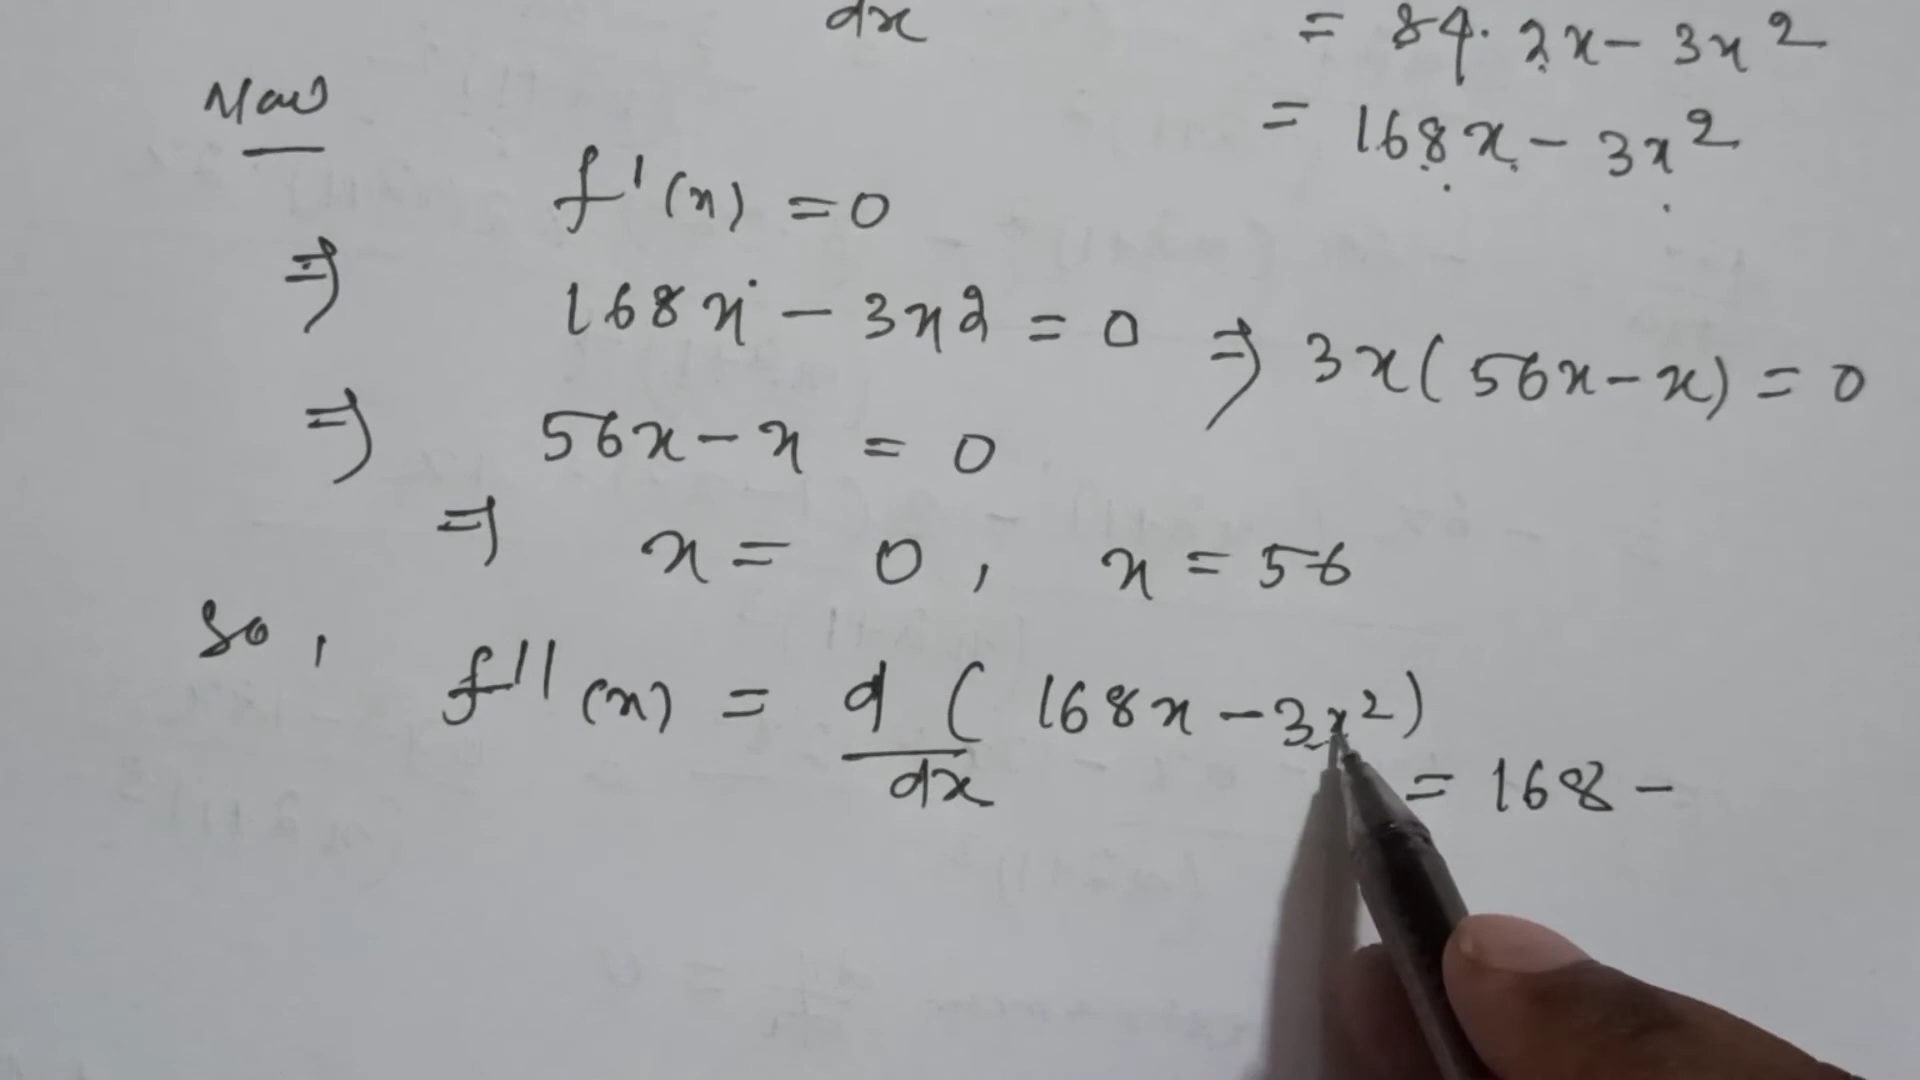 dx
= 84. 2x - 3x²
= 168x - 3x²
Now
f'(x) = 0
⇒ 168x - 3x2 = 0 ⇒ 3x(56x - x) = 0
⇒ 56x - x = 0
⇒ x = 0, x = 56
So, f''(x) = d/dx (168x - 3x²)
= 168 -